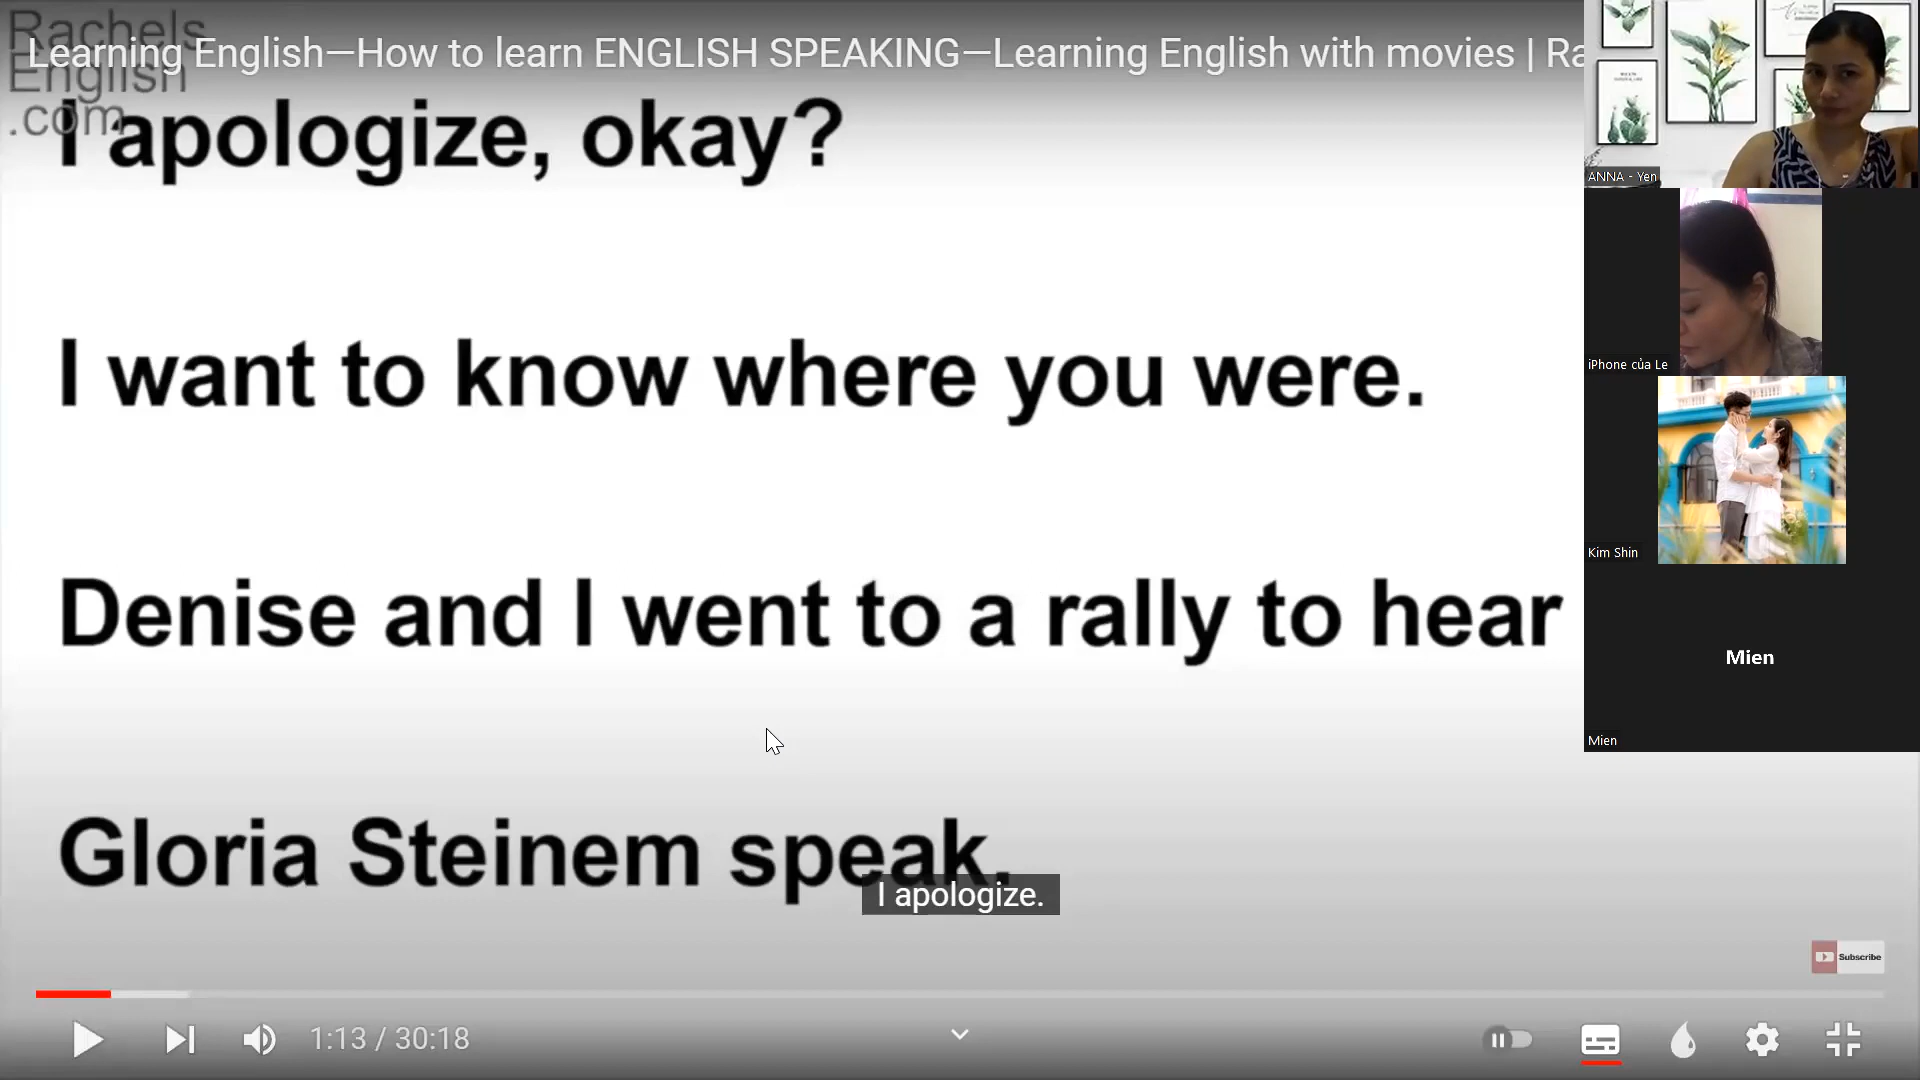 Rachels
English
.com
Learning English—How to learn ENGLISH SPEAKING—Learning English with movies | Ra
I apologize, okay?
I want to know where you were.
Denise and I went to a rally to hear
Gloria Steinem speak.
I apologize.
Subscribe
1:13 / 30:18
ANNA - Yen
iPhone của Le
Kim Shin
Mien
Mien